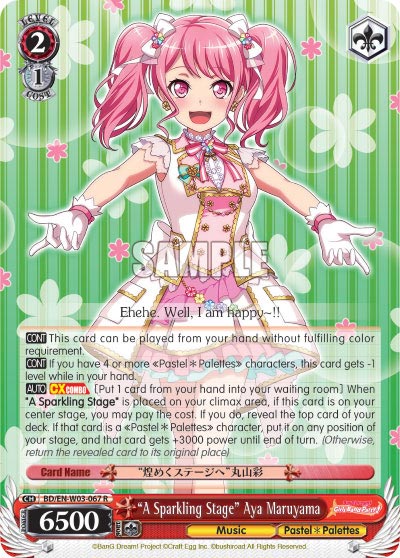 LEVEL
2
1
COST
SAMPLE
Ehehe. Well, I am happy~!!
CONT This card can be played from your hand without fulfilling color
requirement.
CONT If you have 4 or more «Pastel＊Palettes» characters, this card gets -1
level while in your hand.
AUTO CX COMBO [Put 1 card from your hand into your waiting room] When
"A Sparkling Stage" is placed on your climax area, if this card is on your
center stage, you may pay the cost. If you do, reveal the top card of your
deck. If that card is a «Pastel＊Palettes» character, put it on any position
of your stage, and that card gets +3000 power until end of turn. (Otherwise,
return the revealed card to its original place)
Card Name
"煌めくステージへ"丸山彩
CH BD/EN-W03-067 R
POWER
6500
SOUL
"A Sparkling Stage" Aya Maruyama
Music
Pastel＊Palettes
©BanG Dream! Project ©Craft Egg Inc. ©bushiroad All Rights Reserved.